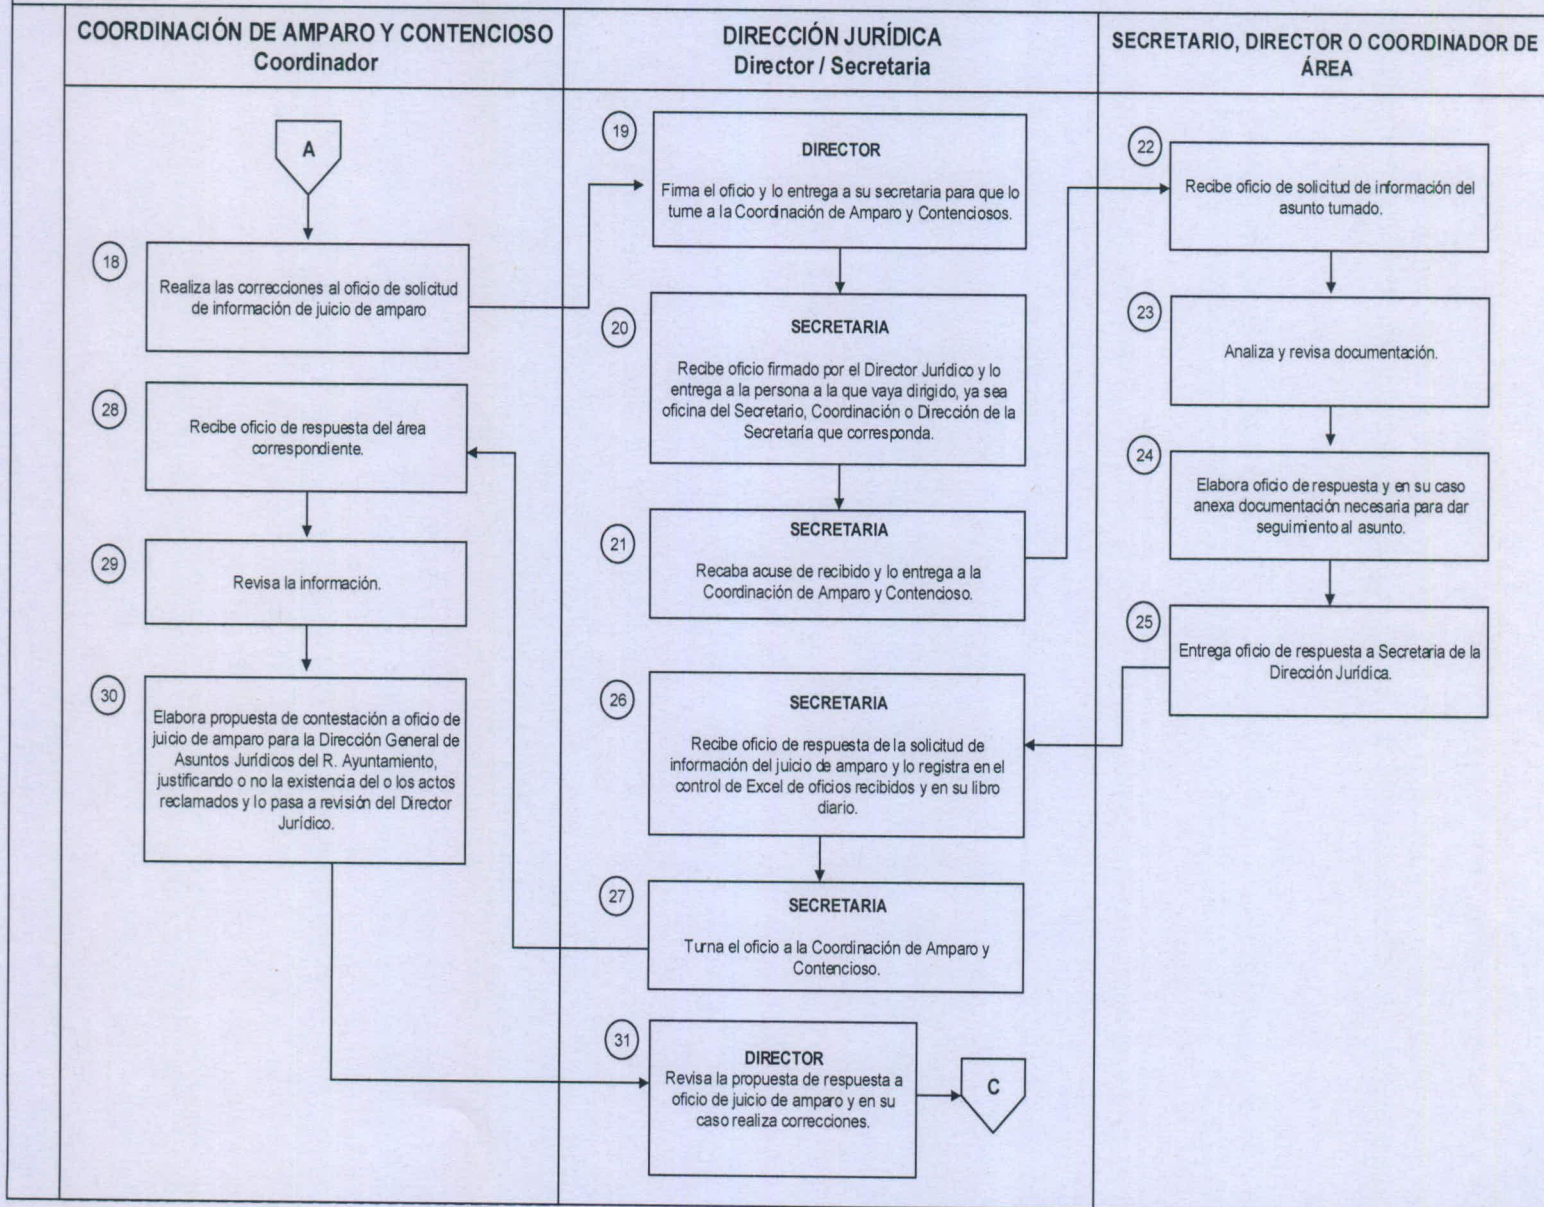 COORDINACIÓN DE AMPARO Y CONTENCIOSO
Coordinador
DIRECCIÓN JURÍDICA
Director / Secretaria
SECRETARIO, DIRECTOR O COORDINADOR DE
ÁREA
A
18
Realiza las correcciones al oficio de solicitud
de información de juicio de amparo
19
DIRECTOR
Firma el oficio y lo entrega a su secretaria para que lo
turne a la Coordinación de Amparo y Contenciosos.
20
SECRETARIA
Recibe oficio firmado por el Director Jurídico y lo
entrega a la persona a la que vaya dirigido, ya sea
oficina del Secretario, Coordinación o Dirección de la
Secretaría que corresponda.
21
SECRETARIA
Recaba acuse de recibido y lo entrega a la
Coordinación de Amparo y Contencioso.
22
Recibe oficio de solicitud de información del
asunto turnado.
23
Analiza y revisa documentación.
24
Elabora oficio de respuesta y en su caso
anexa documentación necesaria para dar
seguimiento al asunto.
25
Entrega oficio de respuesta a Secretaria de la
Dirección Jurídica.
26
SECRETARIA
Recibe oficio de respuesta de la solicitud de
información del juicio de amparo y lo registra en el
control de Excel de oficios recibidos y en su libro
diario.
27
SECRETARIA
Turna el oficio a la Coordinación de Amparo y
Contencioso.
28
Recibe oficio de respuesta del área
correspondiente.
29
Revisa la información.
30
Elabora propuesta de contestación a oficio de
juicio de amparo para la Dirección General de
Asuntos Jurídicos del R. Ayuntamiento,
justificando o no la existencia del o los actos
reclamados y lo pasa a revisión del Director
Jurídico.
31
DIRECTOR
Revisa la propuesta de respuesta a
oficio de juicio de amparo y en su
caso realiza correcciones.
C